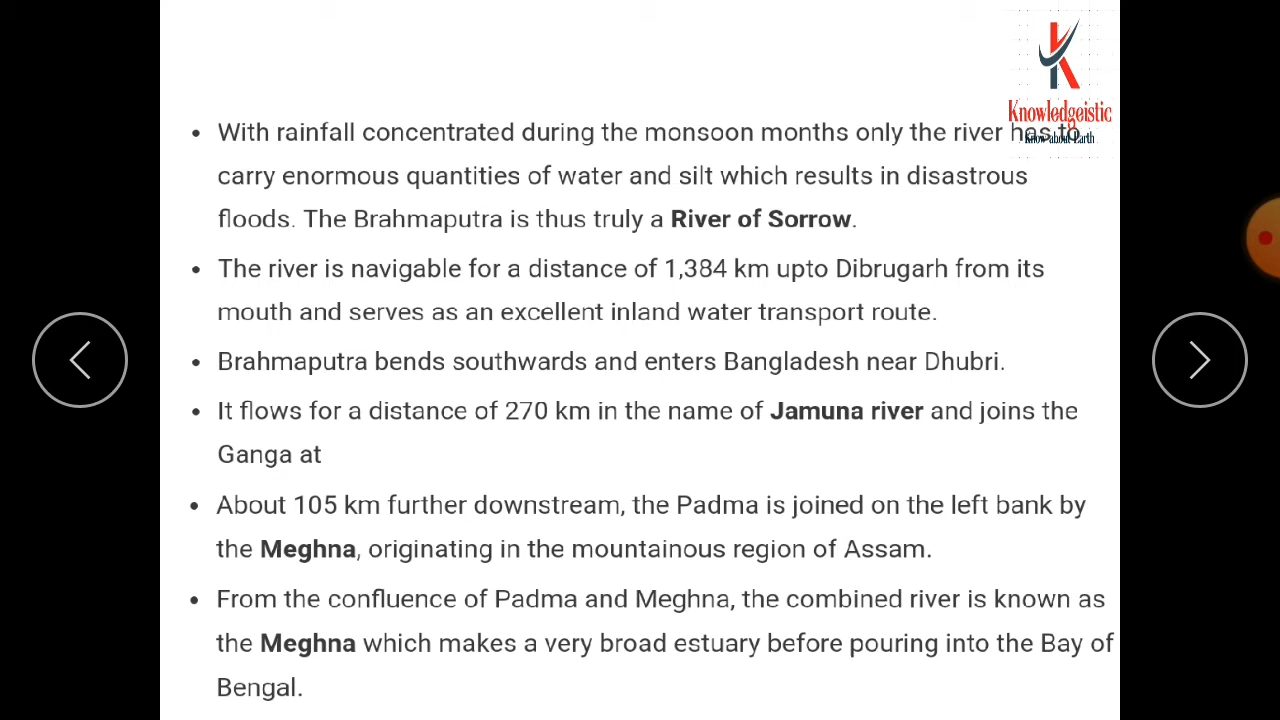 Knowledgeistic
Know about Earth
• With rainfall concentrated during the monsoon months only the river has to
carry enormous quantities of water and silt which results in disastrous
floods. The Brahmaputra is thus truly a River of Sorrow.
• The river is navigable for a distance of 1,384 km upto Dibrugarh from its
mouth and serves as an excellent inland water transport route.
• Brahmaputra bends southwards and enters Bangladesh near Dhubri.
• It flows for a distance of 270 km in the name of Jamuna river and joins the
Ganga at
• About 105 km further downstream, the Padma is joined on the left bank by
the Meghna, originating in the mountainous region of Assam.
• From the confluence of Padma and Meghna, the combined river is known as
the Meghna which makes a very broad estuary before pouring into the Bay of
Bengal.